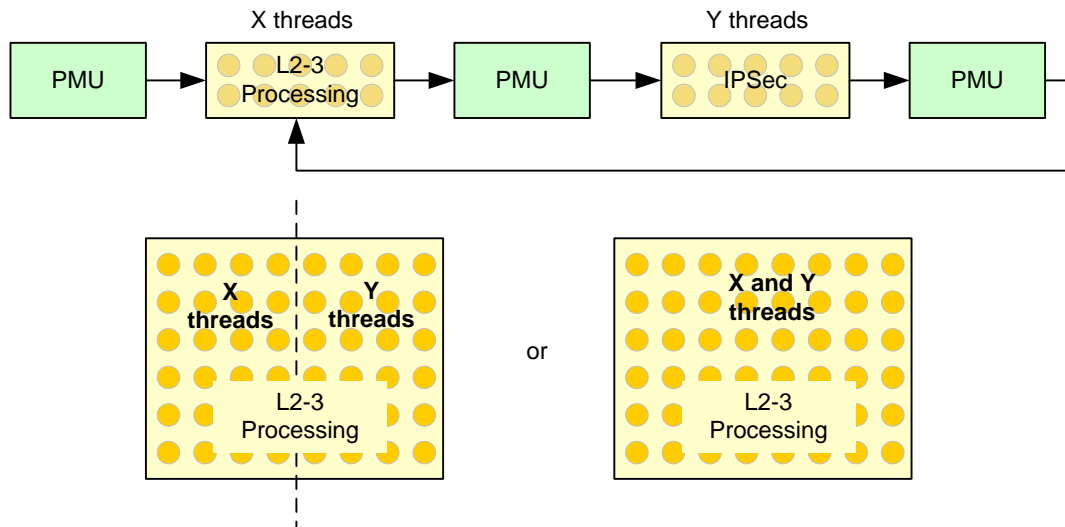 X threads
Y threads
PMU
L2-3
Processing
PMU
IPSec
PMU
X
threads
Y
threads
L2-3
Processing
or
X and Y
threads
L2-3
Processing